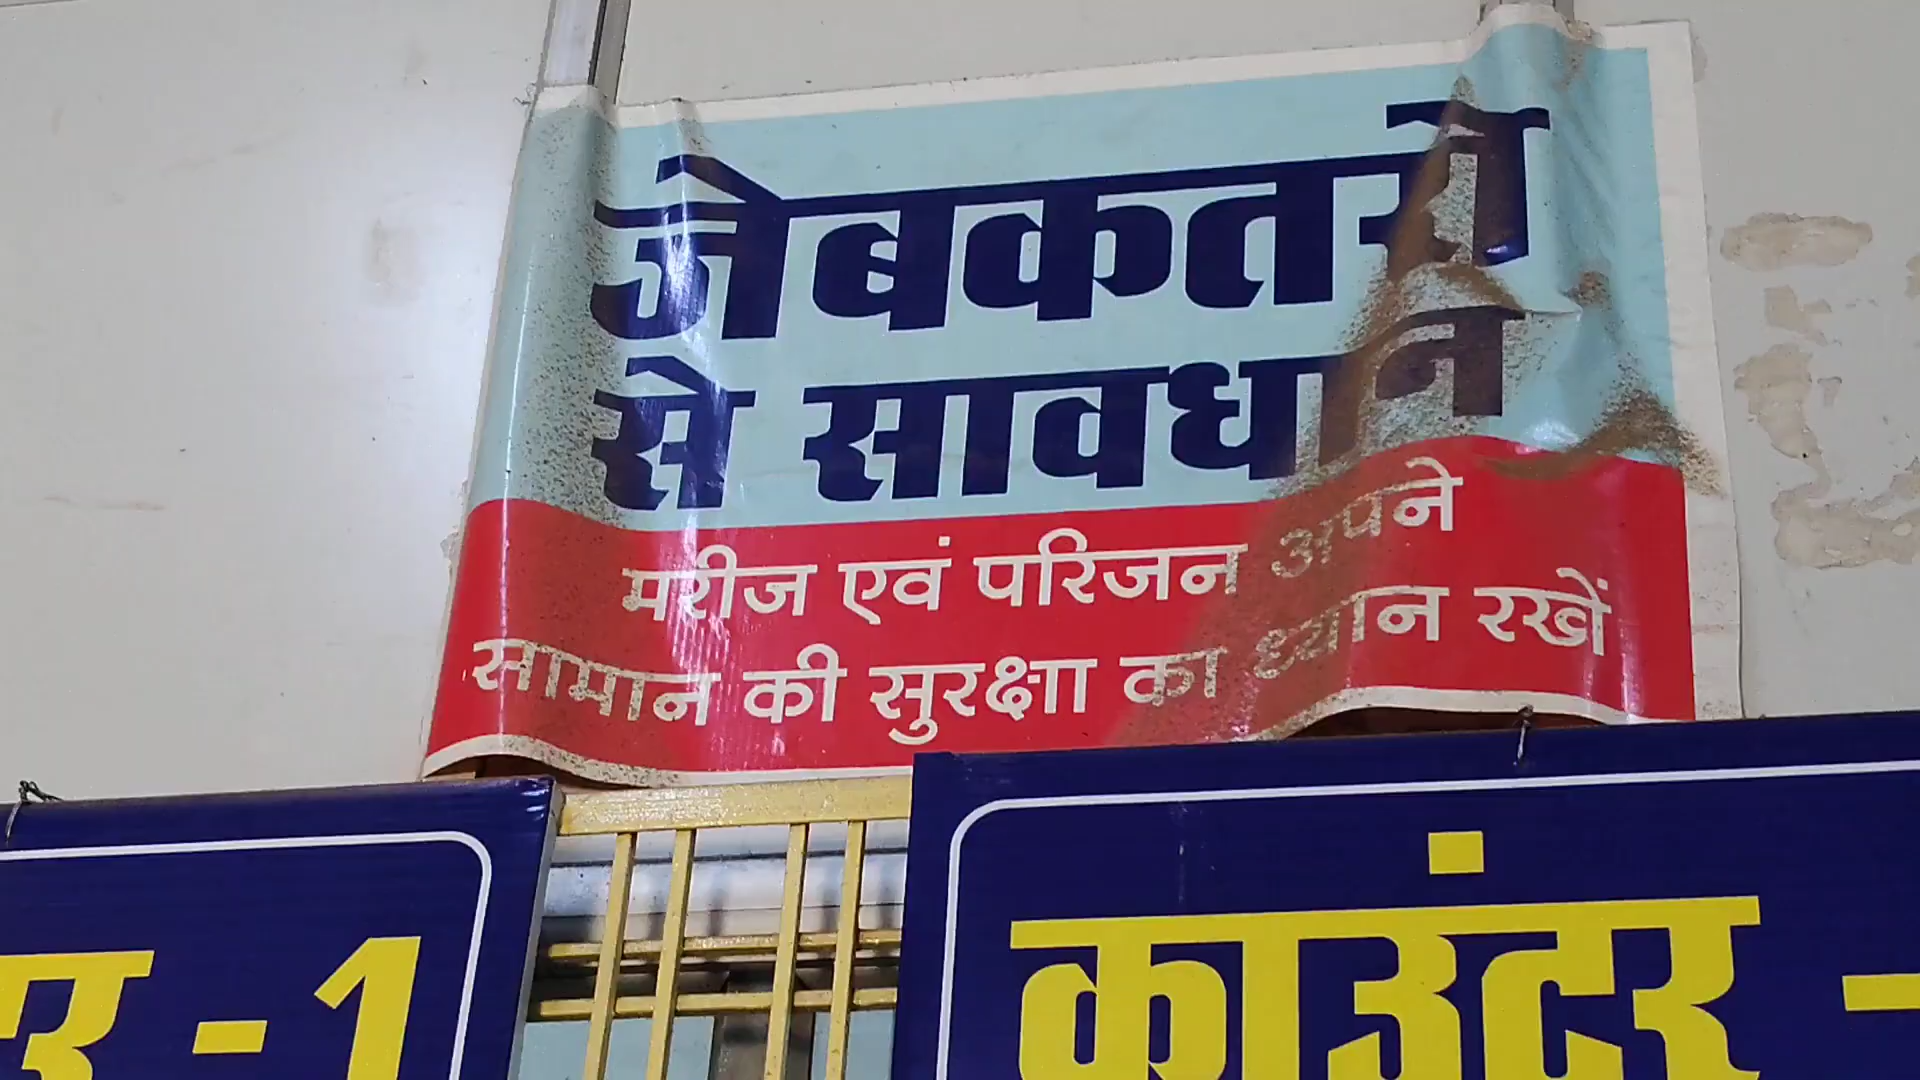 जेबकतरो
से सावधान
मरीज एवं परिजन अपने
सामान की सुरक्षा का ध्यान रखें
र - 1
काउंटर -